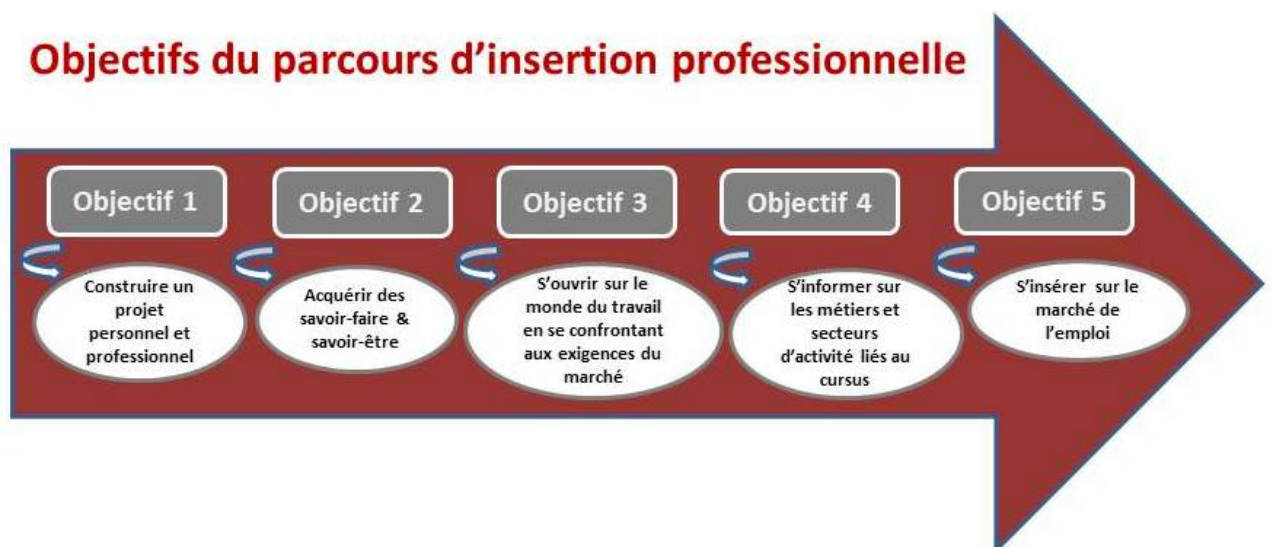 Objectifs du parcours d’insertion professionnelle
Objectif 1
Construire un
projet
personnel et
professionnel
Objectif 2
Acquérir des
savoir-faire &
savoir-être
Objectif 3
S’ouvrir sur le
monde du travail
en se confrontant
aux exigences du
marché
Objectif 4
S’informer sur
les métiers et
secteurs
d’activité liés au
cursus
Objectif 5
S’insérer sur le
marché de
l’emploi